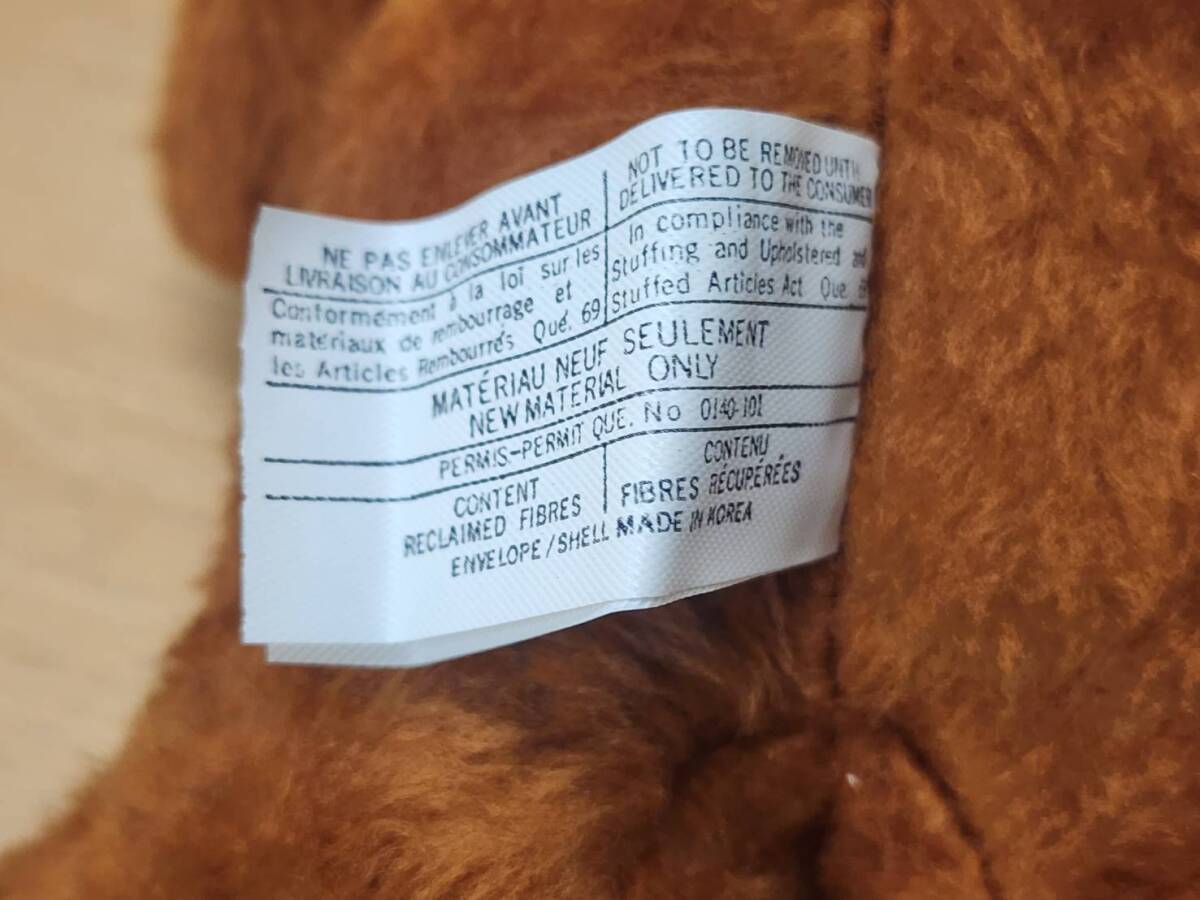 NE PAS ENLEVER AVANT
LIVRAISON AU CONSOMMATEUR
NOT TO BE REMOVED UNTIL
DELIVERED TO THE CONSUMER
Conformément à la loi sur les
matériaux de rembourrage et
les Articles Rembourrés Qué. 69
In compliance with the
Stuffing and Upholstered and
Stuffed Articles Act Que.
MATÉRIAU NEUF SEULEMENT
NEW MATERIAL ONLY
PERMIS-PERMIT QUE. No 0140-101
CONTENT
RECLAIMED FIBRES
CONTENU
FIBRES RÉCUPÉRÉES
ENVELOPE/SHELL MADE IN KOREA